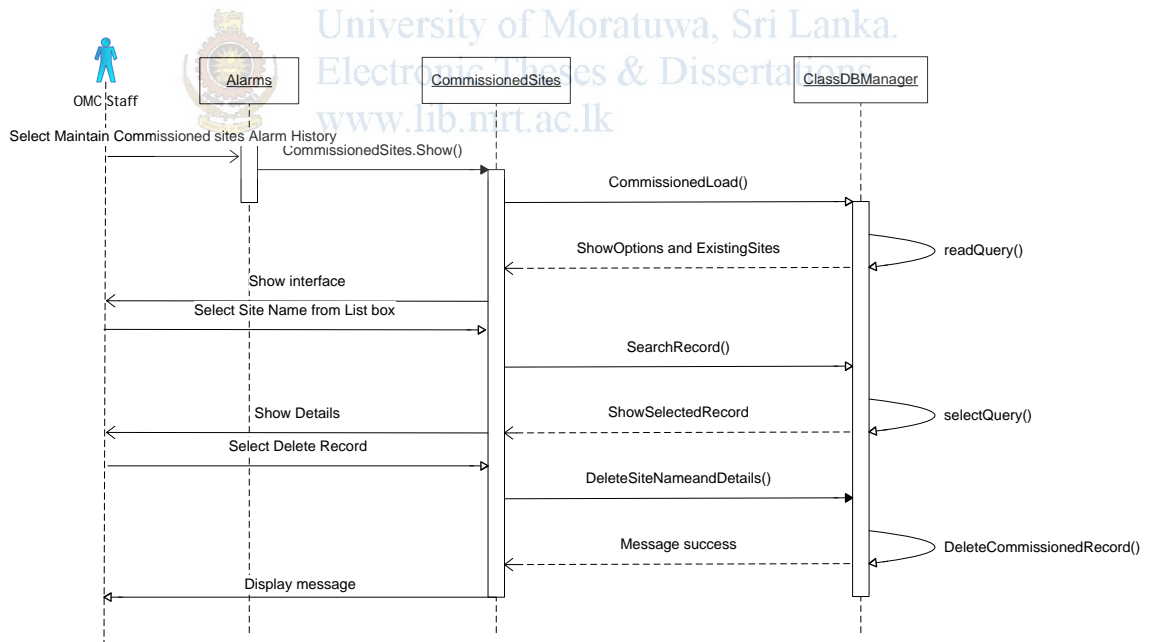 University of Moratuwa, Sri Lanka.
Electronic Theses & Dissertations
www.lib.mrt.ac.lk
OMC Staff
Alarms
CommissionedSites
ClassDBManager
Select Maintain Commissioned sites Alarm History
CommissionedSites.Show()
CommissionedLoad()
ShowOptions and ExistingSites
readQuery()
Show interface
Select Site Name from List box
SearchRecord()
Show Details
ShowSelectedRecord
selectQuery()
Select Delete Record
DeleteSiteNameandDetails()
Message success
DeleteCommissionedRecord()
Display message